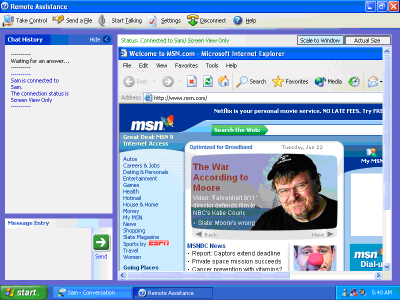 Remote Assistance
Take Control
Send a File
Start Talking
Settings
Disconnect
Help
Chat History
Hide
Status: Connected to Sam/ Screen View Only
Scale to Window
Actual Size
----------
Waiting for an answer...
----------
----------
Sam is connected to
Sam.
The connection status is
Screen View Only
----------
Message Entry
Send
Welcome to MSN.com - Microsoft Internet Explorer
File Edit View Favorites Tools Help
Back
Search
Favorites
Media
Address
http://www.msn.com/
Netflix is your personal movie service. NO LATE FEES. Try FR
msn
Search the Web:
Great Deal: MSN 9
Internet Access
Optimized for Broadband
Tuesday, Jun 22
My MSN
Autos
Careers & Jobs
Dating & Personals
Entertainment
Games
Health
Hotmail
House & Home
Money
My MSN
News
Shopping
Slate Magazine
Sports by ESPN
Travel
Women
Going Places
The War
According to
Moore
Video: 'Fahrenheit 9/11'
director defends film to
NBC's Katie Couric
Slate: Moore's wrong
Back
Next
MSNBC News
Report: Captors extend deadline
Private space mission succeeds
Cancer prevention with vitamins?
msn
Dial-u
start
Sam - Conversation
Remote Assistance
5:40 AM